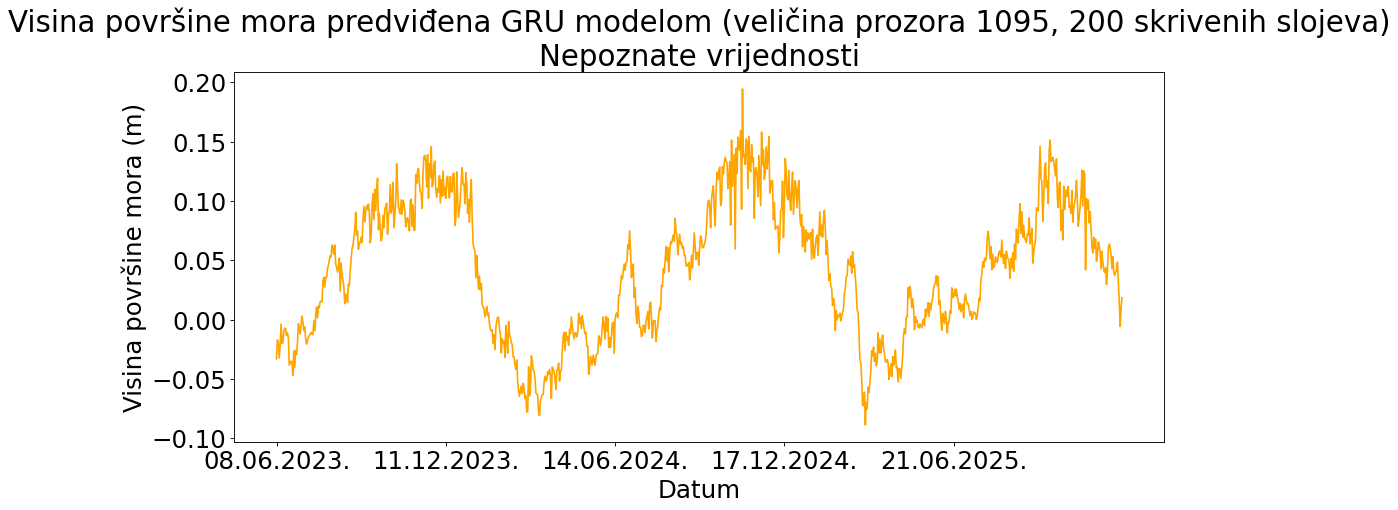 Visina površine mora predviđena GRU modelom (veličina prozora 1095, 200 skrivenih slojeva)
Nepoznate vrijednosti
Visina površine mora (m)
0.20
0.15
0.10
0.05
0.00
−0.05
−0.10
08.06.2023. 11.12.2023. 14.06.2024. 17.12.2024. 21.06.2025.
Datum